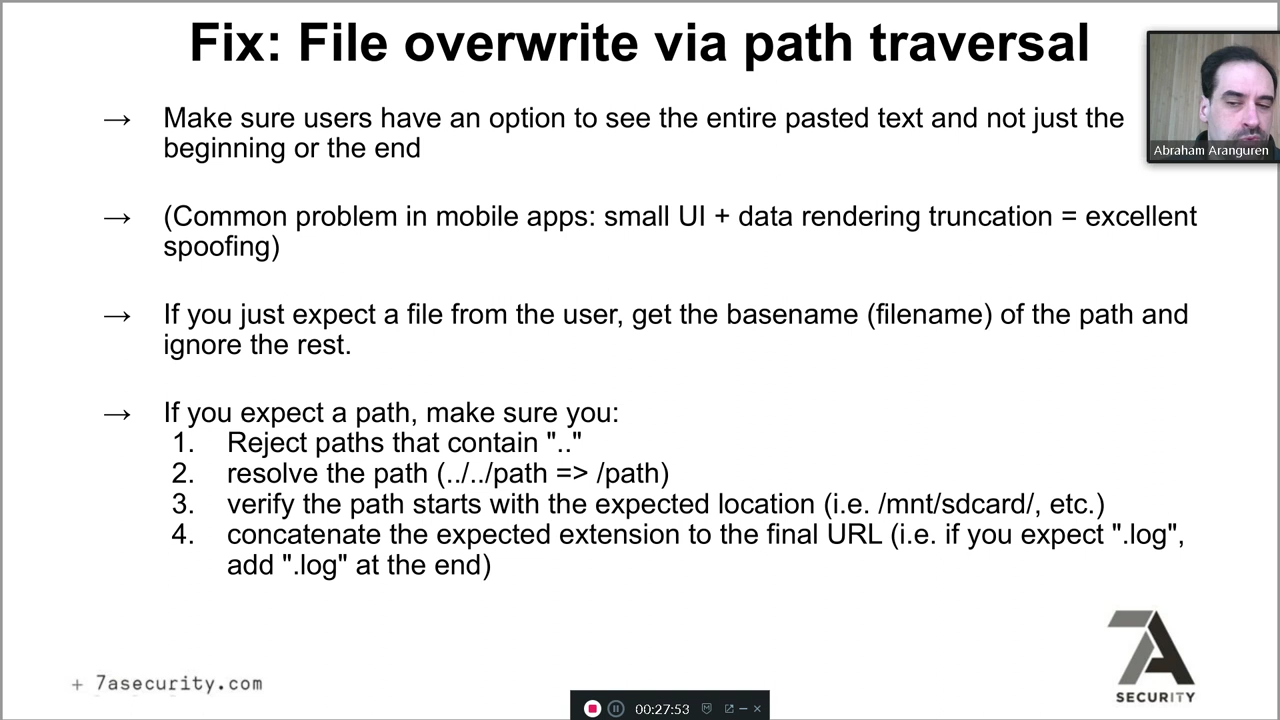 Fix: File overwrite via path traversal
Abraham Aranguren
→ Make sure users have an option to see the entire pasted text and not just the
beginning or the end
→ (Common problem in mobile apps: small UI + data rendering truncation = excellent
spoofing)
→ If you just expect a file from the user, get the basename (filename) of the path and
ignore the rest.
→ If you expect a path, make sure you:
1. Reject paths that contain ".."
2. resolve the path (../../path => /path)
3. verify the path starts with the expected location (i.e. /mnt/sdcard/, etc.)
4. concatenate the expected extension to the final URL (i.e. if you expect ".log",
add ".log" at the end)
+ 7asecurity.com
7A
SECURITY
00:27:53